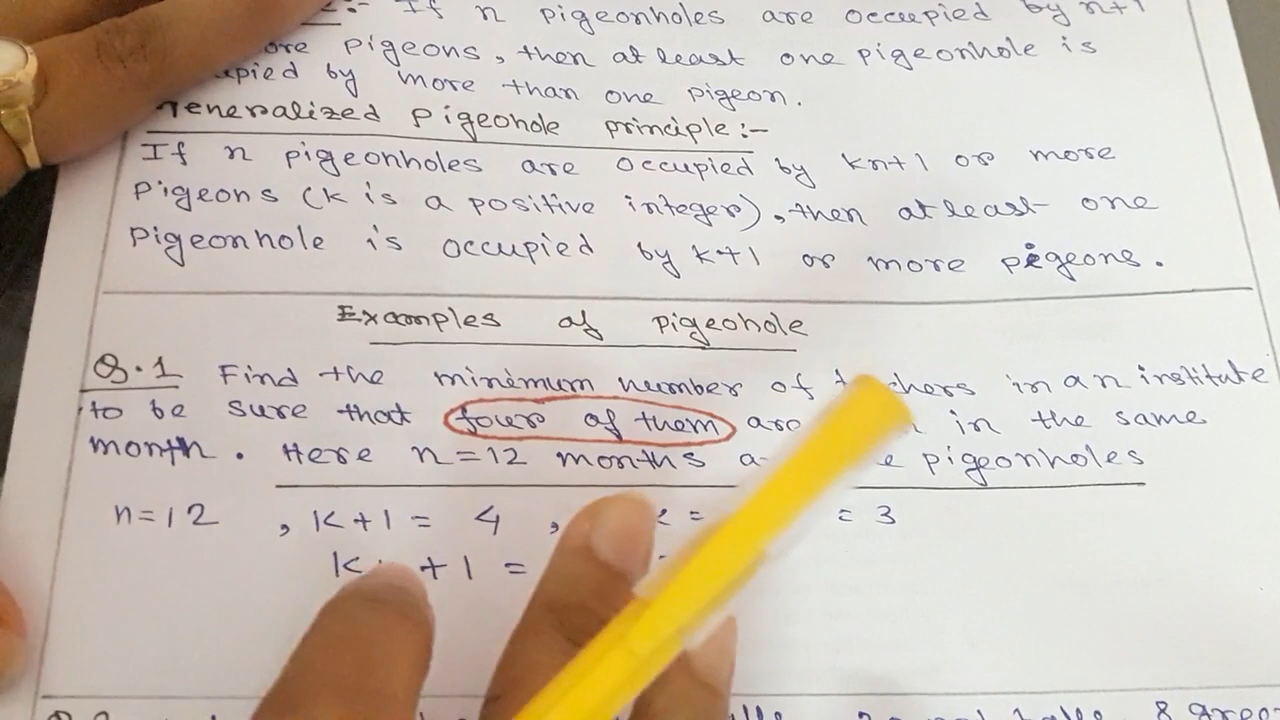 If n pigeonholes are occupied by n+1
ore pigeons, then at least one pigeonhole is
upied by more than one pigeon.
Generalized pigeohole principle:-
If n pigeonholes are occupied by kn+1 or more
pigeons (k is a positive integer), then at least one
pigeonhole is occupied by k+1 or more pigeons.
Examples of pigeohole
Q.1 Find the minimum number of in an institute
to be sure that four of them are in the same
month. Here n=12 months pigeonholes
n=12 , k+1 = 4 , = = 3
k + 1 =